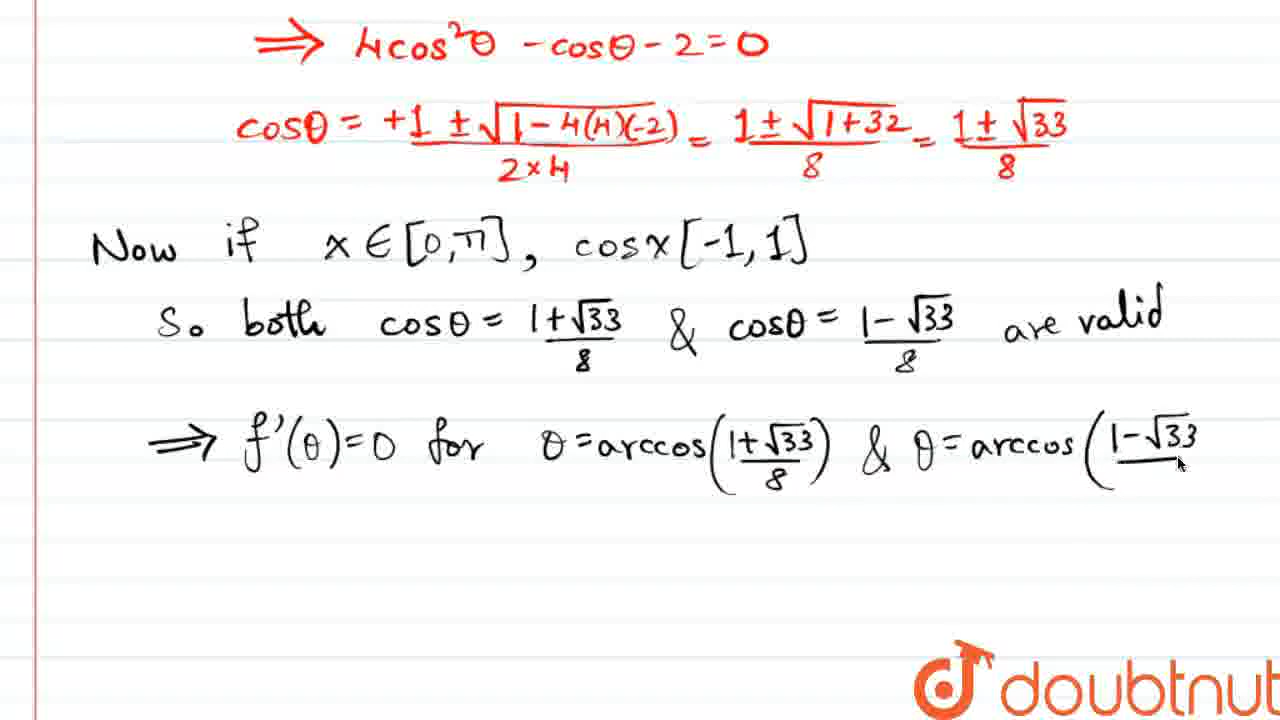 ⇒ 4cos²θ - cosθ - 2 = 0
cosθ = +1 ± √(1 - 4(4)(-2)) / 2×4 = 1 ± √(1+32) / 8 = 1 ± √33 / 8
Now if x ∈ [0, π], cosx [-1, 1]
So both cosθ = 1+√33 / 8 & cosθ = 1-√33 / 8 are valid
⇒ f'(θ) = 0 for θ = arccos(1+√33 / 8) & θ = arccos(1-√33
doubtnut